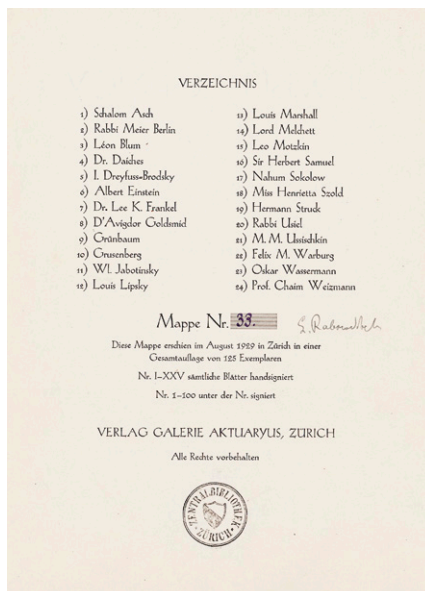 VERZEICHNIS
1) Schalom Asch
2) Rabbi Meier Berlin
3) Léon Blum
4) Dr. Daiches
5) I. Dreyfuss-Brodsky
6) Albert Einstein
7) Dr. Lee K. Frankel
8) D'Avigdor Goldsmid
9) Grünbaum
10) Grusenberg
11) Wl. Jabotinsky
12) Louis Lipsky
13) Louis Marshall
14) Lord Melchett
15) Leo Motzkin
16) Sir Herbert Samuel
17) Nahum Sokolow
18) Miss Henrietta Szold
19) Hermann Struck
20) Rabbi Usiel
21) M. M. Ussischkin
22) Felix M. Warburg
23) Oskar Wassermann
24) Prof. Chaim Weizmann
Mappe Nr. 33.
Diese Mappe erschien im August 1929 in Zürich in einer
Gesamtauflage von 125 Exemplaren
Nr. I-XXV sämtliche Blätter handsigniert
Nr. 1-100 unter der Nr. signiert
VERLAG GALERIE AKTUARYUS, ZÜRICH
Alle Rechte vorbehalten
ZENTRALBIBLIOTHEK
ZÜRICH